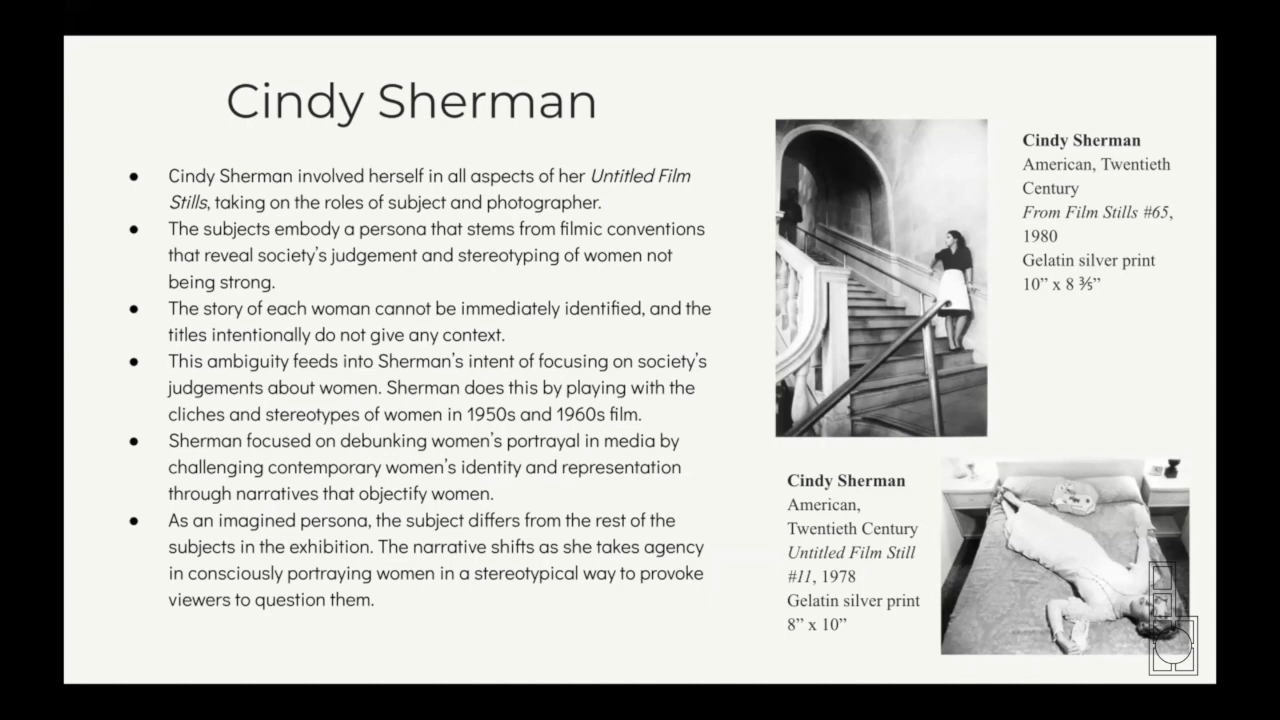 Cindy Sherman
● Cindy Sherman involved herself in all aspects of her Untitled Film
Stills, taking on the roles of subject and photographer.
● The subjects embody a persona that stems from filmic conventions
that reveal society's judgement and stereotyping of women not
being strong.
● The story of each woman cannot be immediately identified, and the
titles intentionally do not give any context.
● This ambiguity feeds into Sherman's intent of focusing on society's
judgements about women. Sherman does this by playing with the
cliches and stereotypes of women in 1950s and 1960s film.
● Sherman focused on debunking women's portrayal in media by
challenging contemporary women's identity and representation
through narratives that objectify women.
● As an imagined persona, the subject differs from the rest of the
subjects in the exhibition. The narrative shifts as she takes agency
in consciously portraying women in a stereotypical way to provoke
viewers to question them.
Cindy Sherman
American, Twentieth
Century
From Film Stills #65,
1980
Gelatin silver print
10” x 8 ⅗”
Cindy Sherman
American,
Twentieth Century
Untitled Film Still
#11, 1978
Gelatin silver print
8” x 10”